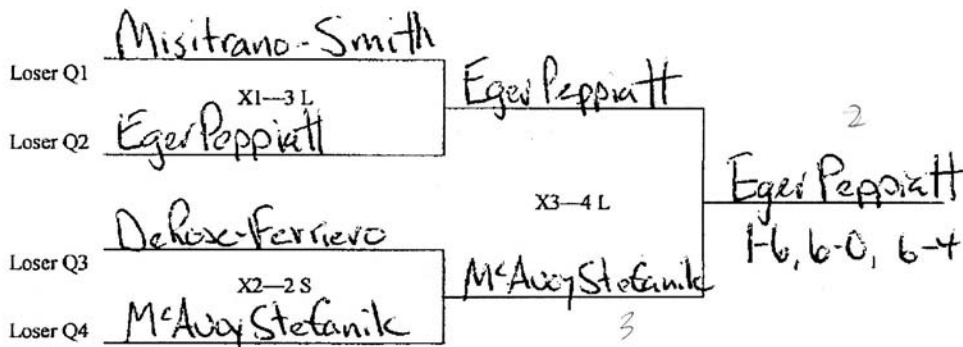 Misitrano-Smith
Loser Q1
X1—3 L
Eger Peppiatt
Loser Q2
Eger Peppiatt
2
X3—4 L
Eger Peppiatt
1-6, 6-0, 6-4
DeRose-Ferriero
Loser Q3
X2—2 S
McAvoy Stefanik
Loser Q4
McAvoy Stefanik
3